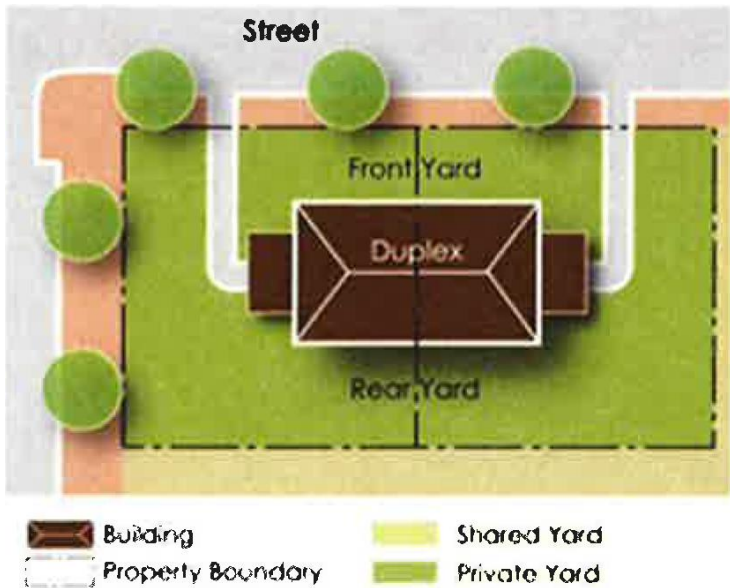 Street
Front Yard
Duplex
Rear Yard
Building
Shared Yard
Property Boundary
Private Yard